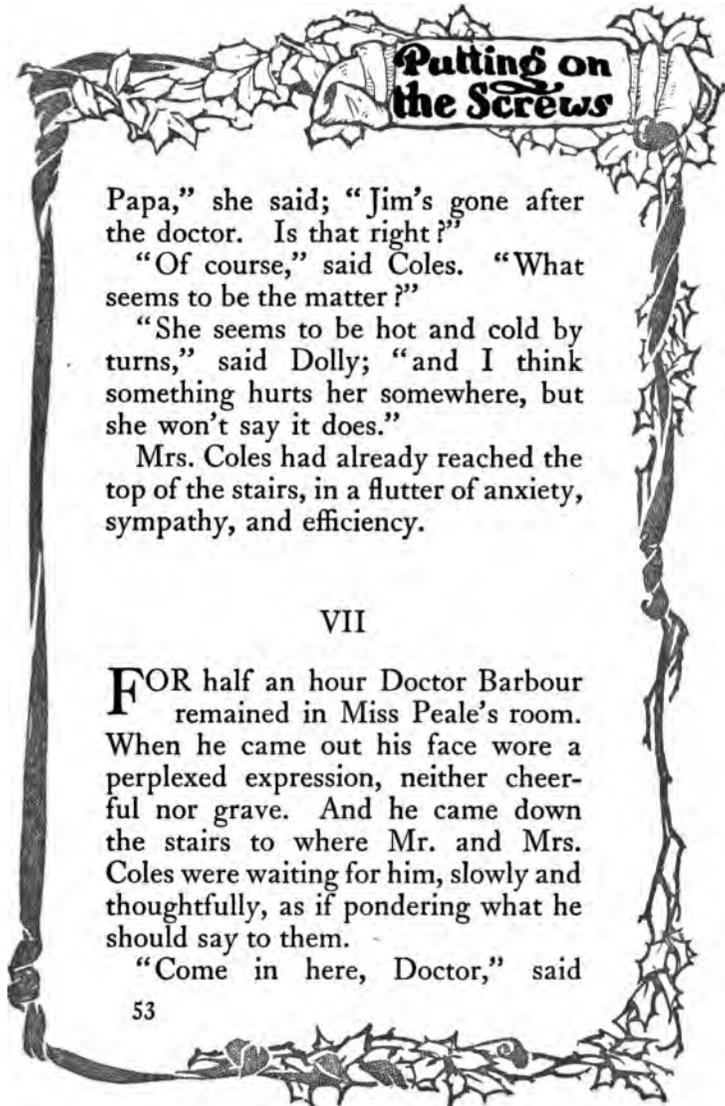 Putting on
the Screws
Papa,” she said; “Jim’s gone after
the doctor. Is that right?”
“Of course,” said Coles. “What
seems to be the matter?”
“She seems to be hot and cold by
turns,” said Dolly; “and I think
something hurts her somewhere, but
she won’t say it does.”
Mrs. Coles had already reached the
top of the stairs, in a flutter of anxiety,
sympathy, and efficiency.
VII
FOR half an hour Doctor Barbour
remained in Miss Peale’s room.
When he came out his face wore a
perplexed expression, neither cheer-
ful nor grave. And he came down
the stairs to where Mr. and Mrs.
Coles were waiting for him, slowly and
thoughtfully, as if pondering what he
should say to them.
“Come in here, Doctor,” said
53